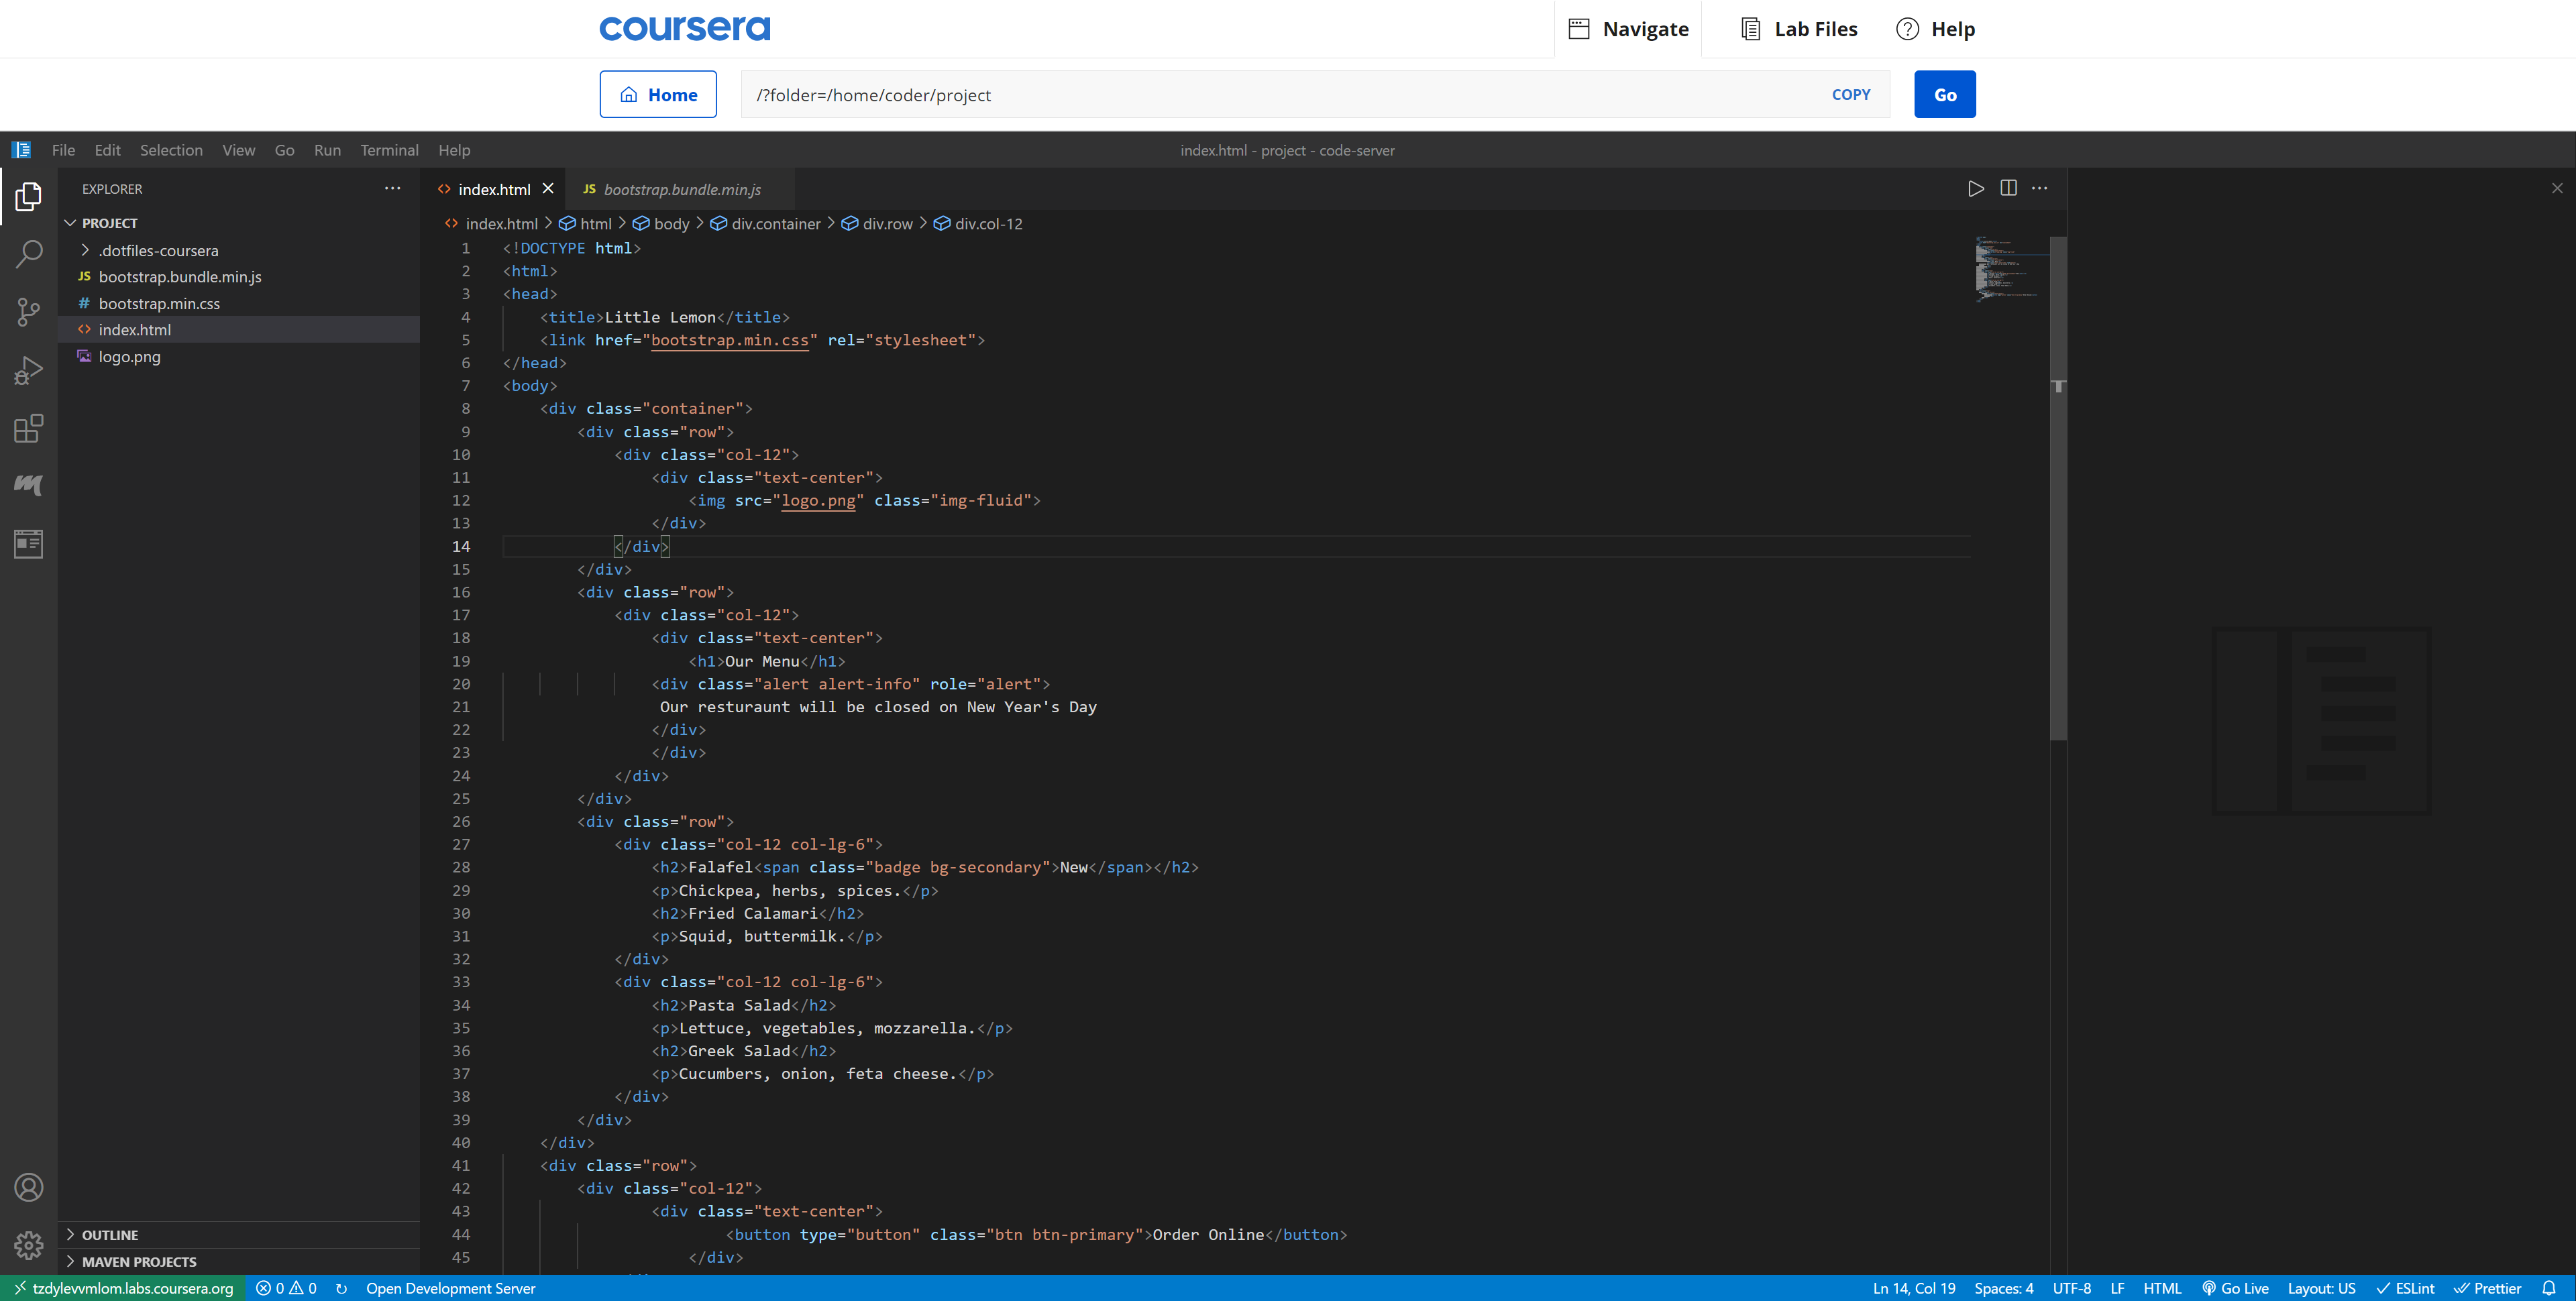 coursera
Navigate
Lab Files
Help
Home
/?folder=/home/coder/project
COPY
Go
File Edit Selection View Go Run Terminal Help
index.html - project - code-server
EXPLORER
PROJECT
.dotfiles-coursera
JS bootstrap.bundle.min.js
# bootstrap.min.css
<> index.html
logo.png
OUTLINE
MAVEN PROJECTS
<> index.html
JS bootstrap.bundle.min.js
<> index.html > html > body > div.container > div.row > div.col-12
1 <!DOCTYPE html>
2 <html>
3 <head>
4 <title>Little Lemon</title>
5 <link href="bootstrap.min.css" rel="stylesheet">
6 </head>
7 <body>
8 <div class="container">
9 <div class="row">
10 <div class="col-12">
11 <div class="text-center">
12 <img src="logo.png" class="img-fluid">
13 </div>
14 </div>
15 </div>
16 <div class="row">
17 <div class="col-12">
18 <div class="text-center">
19 <h1>Our Menu</h1>
20 <div class="alert alert-info" role="alert">
21 Our resturaunt will be closed on New Year's Day
22 </div>
23 </div>
24 </div>
25 </div>
26 <div class="row">
27 <div class="col-12 col-lg-6">
28 <h2>Falafel<span class="badge bg-secondary">New</span></h2>
29 <p>Chickpea, herbs, spices.</p>
30 <h2>Fried Calamari</h2>
31 <p>Squid, buttermilk.</p>
32 </div>
33 <div class="col-12 col-lg-6">
34 <h2>Pasta Salad</h2>
35 <p>Lettuce, vegetables, mozzarella.</p>
36 <h2>Greek Salad</h2>
37 <p>Cucumbers, onion, feta cheese.</p>
38 </div>
39 </div>
40 </div>
41 <div class="row">
42 <div class="col-12">
43 <div class="text-center">
44 <button type="button" class="btn btn-primary">Order Online</button>
45 </div>
tzdylevvmlom.labs.coursera.org
0 0
Open Development Server
Ln 14, Col 19
Spaces: 4
UTF-8
LF
HTML
Go Live
Layout: US
ESLint
Prettier